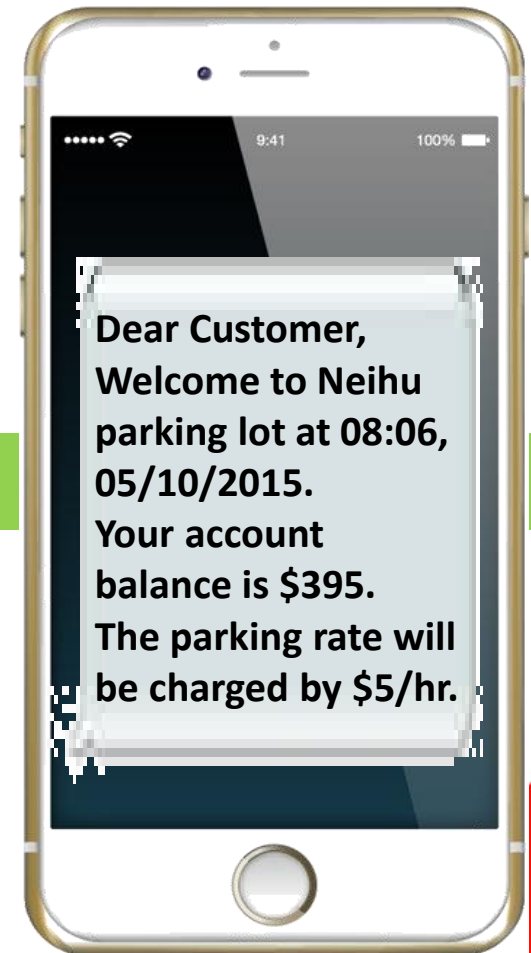 9:41 100%
Dear Customer,
Welcome to Neihu
parking lot at 08:06,
05/10/2015.
Your account
balance is $395.
The parking rate will
be charged by $5/hr.